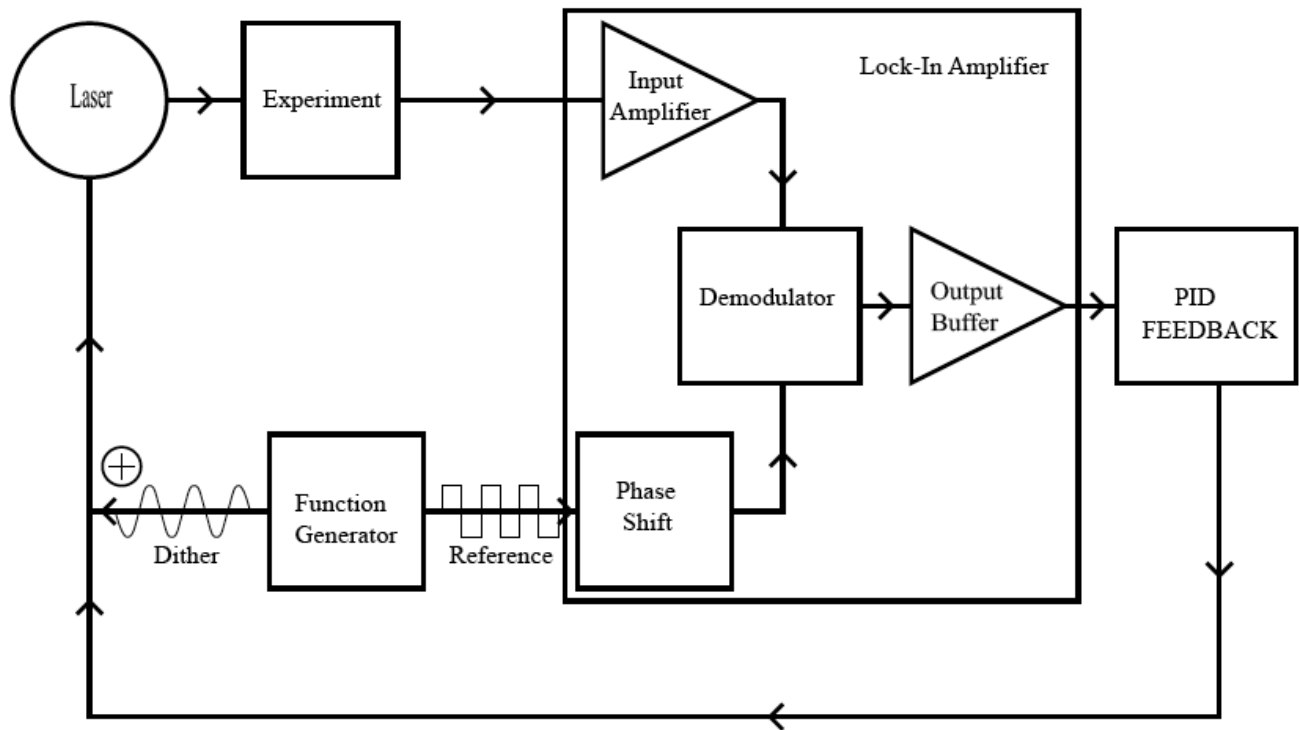 Laser
Experiment
Input
Amplifier
Lock-In Amplifier
Demodulator
Output
Buffer
PID
FEEDBACK
Function
Generator
Phase
Shift
Dither
Reference